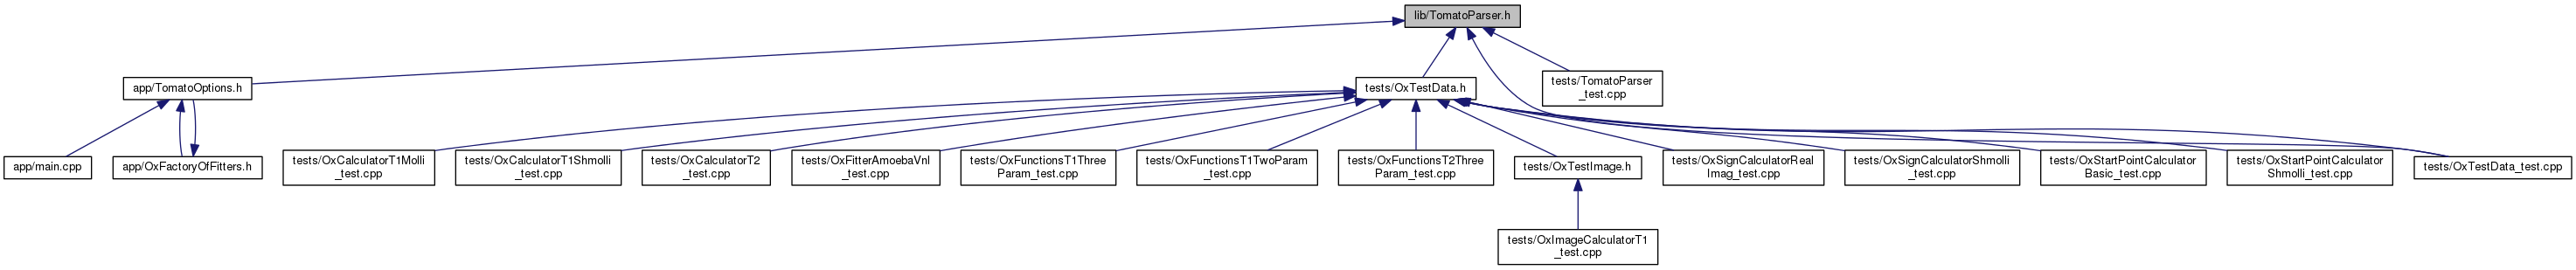 lib/TomatoParser.h
app/TomatoOptions.h
tests/OxTestData.h
tests/TomatoParser
_test.cpp
app/main.cpp
app/OxFactoryOfFitters.h
tests/OxCalculatorT1Molli
_test.cpp
tests/OxCalculatorT1Shmolli
_test.cpp
tests/OxCalculatorT2
_test.cpp
tests/OxFitterAmoebaVnl
_test.cpp
tests/OxFunctionsT1Three
Param_test.cpp
tests/OxFunctionsT1TwoParam
_test.cpp
tests/OxFunctionsT2Three
Param_test.cpp
tests/OxTestImage.h
tests/OxSignCalculatorReal
Imag_test.cpp
tests/OxSignCalculatorShmolli
_test.cpp
tests/OxStartPointCalculator
Basic_test.cpp
tests/OxStartPointCalculator
Shmolli_test.cpp
tests/OxTestData_test.cpp
tests/OxImageCalculatorT1
_test.cpp